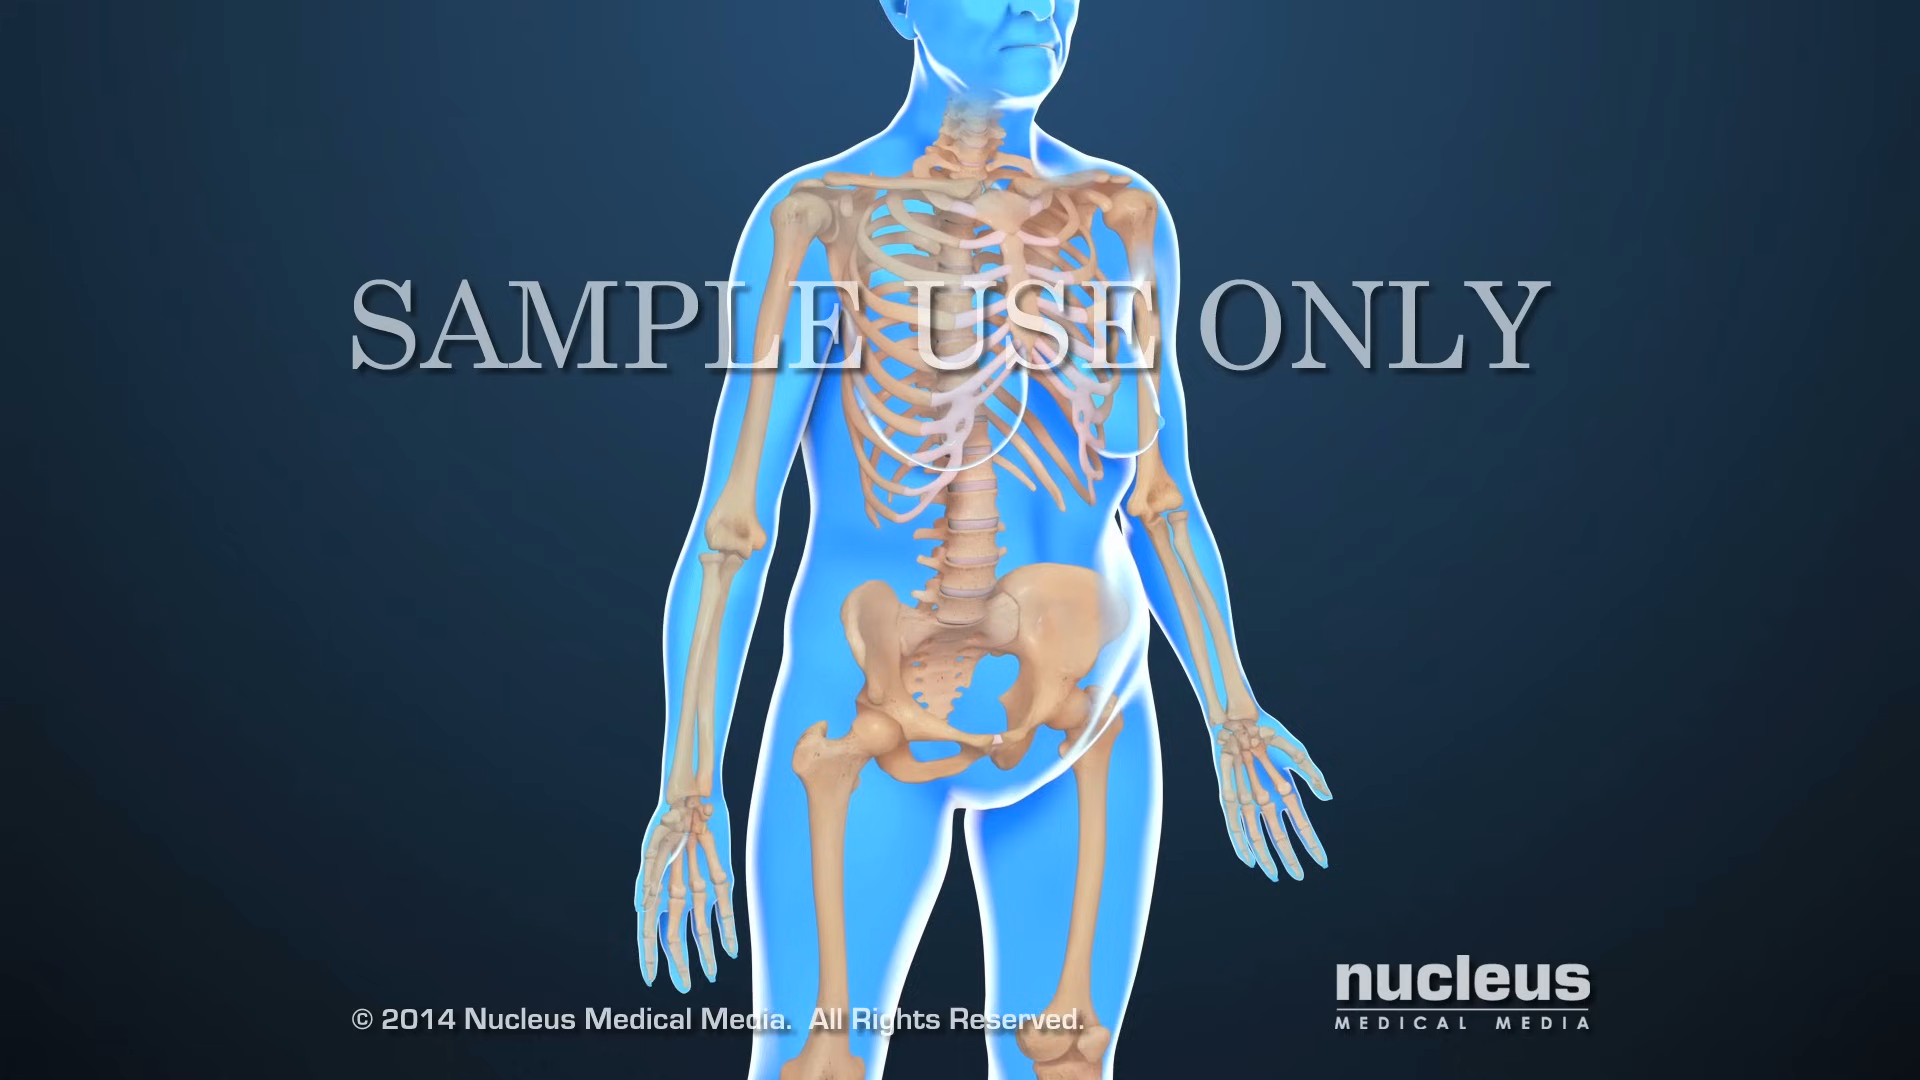 SAMPLE USE ONLY
nucleus
MEDICAL MEDIA
© 2014 Nucleus Medical Media. All Rights Reserved.